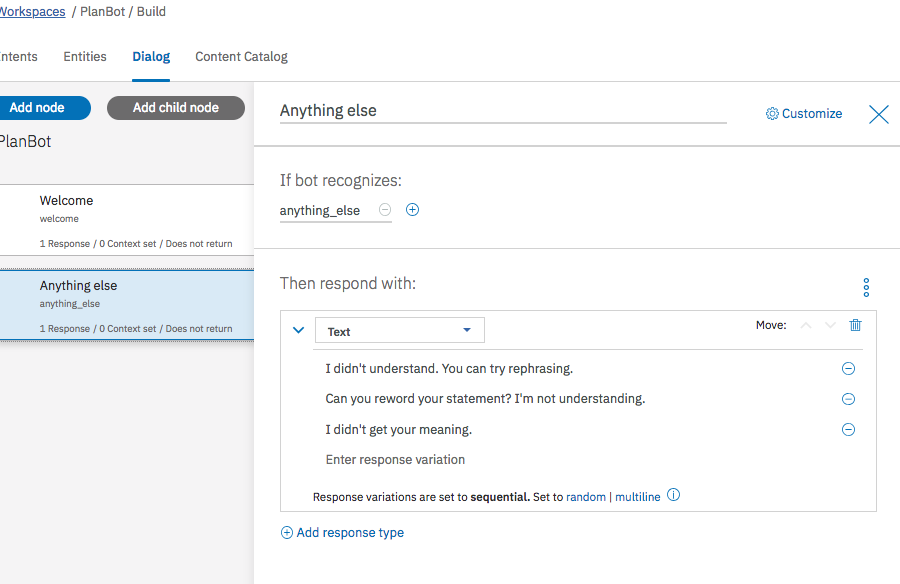 Workspaces / PlanBot / Build
Intents Entities Dialog Content Catalog
Add node Add child node
PlanBot
Welcome
welcome
1 Response / 0 Context set / Does not return
Anything else
anything_else
1 Response / 0 Context set / Does not return
Anything else
Customize
If bot recognizes:
anything_else
Then respond with:
Text
Move:
I didn't understand. You can try rephrasing.
Can you reword your statement? I'm not understanding.
I didn't get your meaning.
Enter response variation
Response variations are set to sequential. Set to random | multiline
Add response type